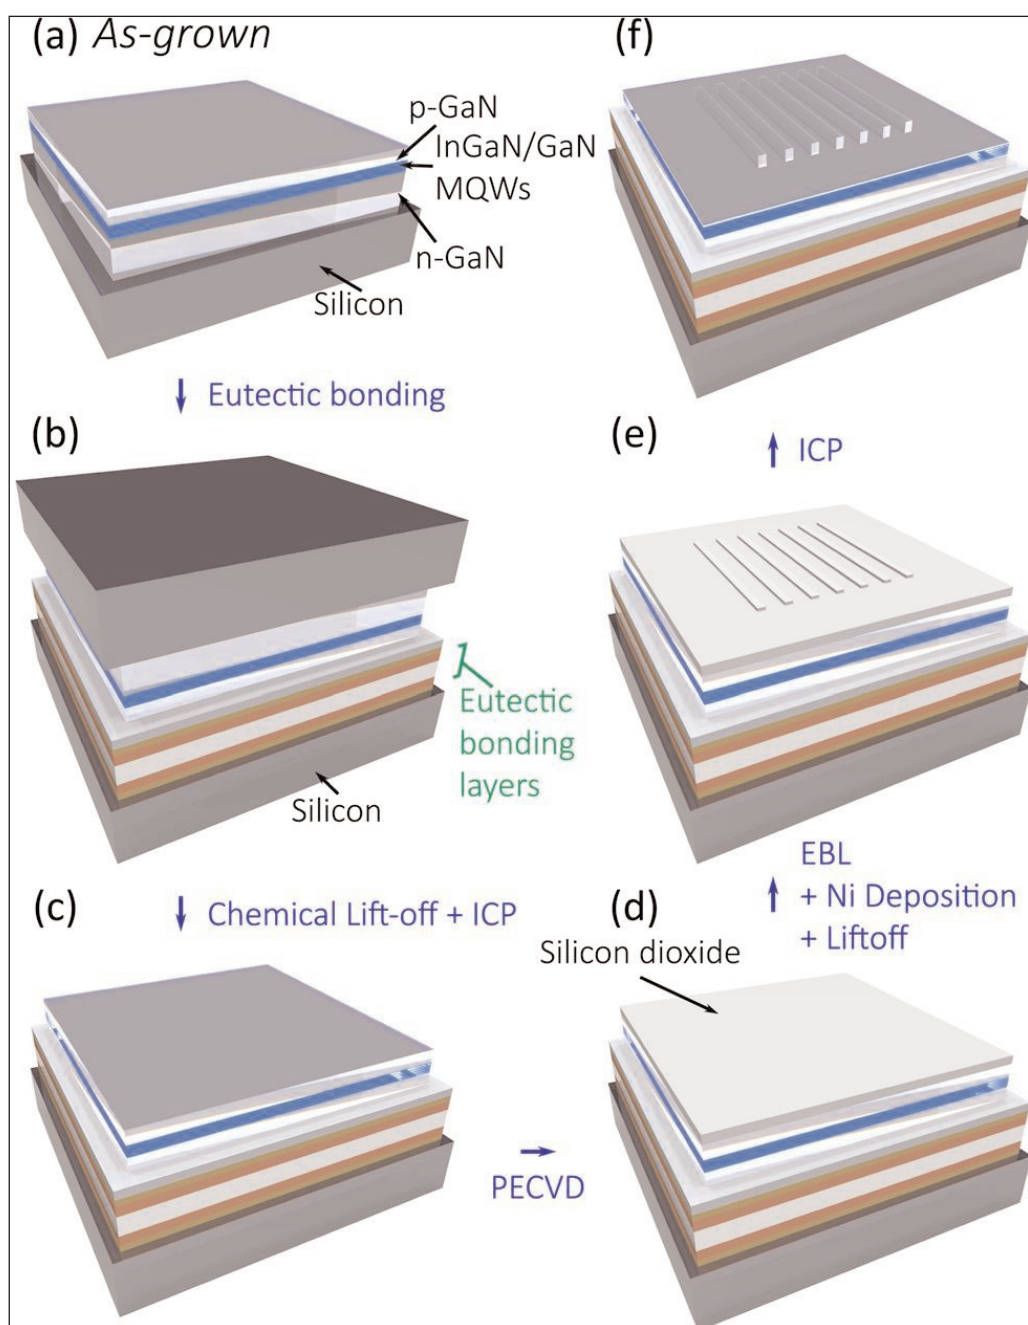 (a) As-grown
p-GaN
InGaN/GaN
MQWs
n-GaN
Silicon
Eutectic bonding
(b)
Eutectic
bonding
layers
Silicon
(c)
Chemical Lift-off + ICP
PECVD
(d)
Silicon dioxide
EBL
+ Ni Deposition
+ Liftoff
(e)
ICP
(f)